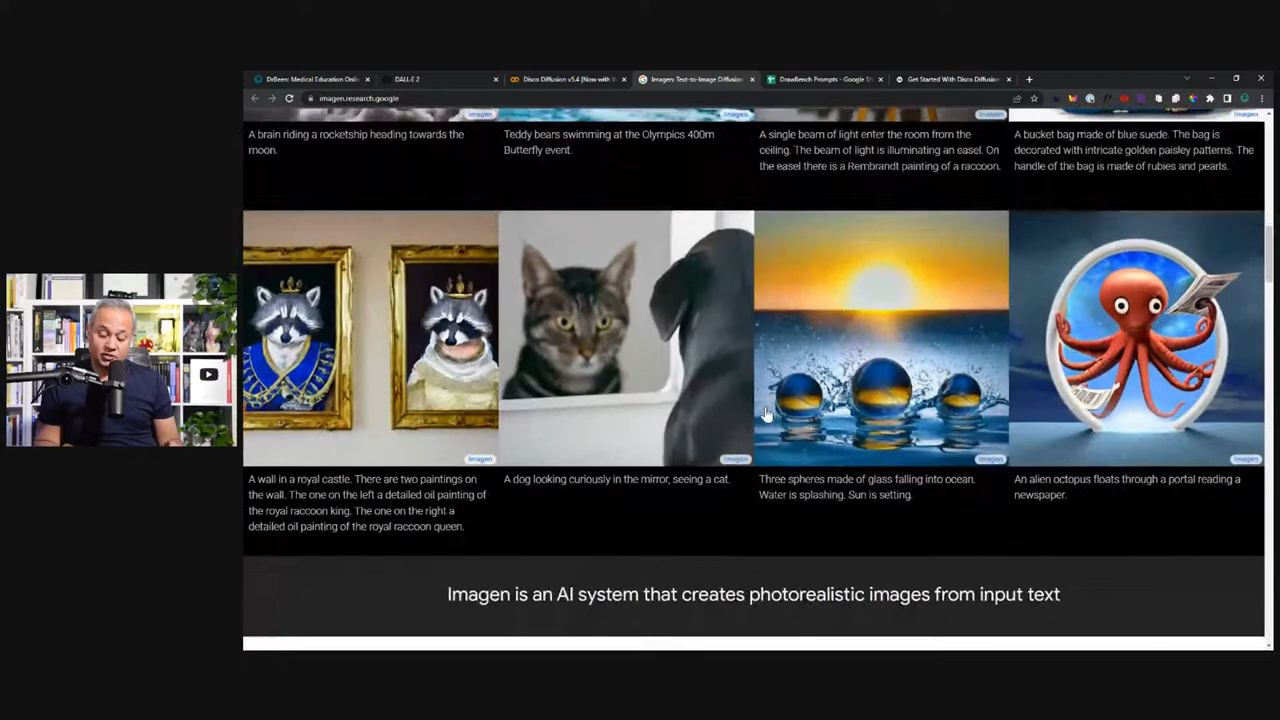 DrBeen: Medical Education Onli
DALL·E 2
Disco Diffusion v5.4 [Now with
Imagen: Text-to-Image Diffusion
DrawBench Prompts - Google S
Get Started With Disco Diffusion
imagen.research.google
Imagen
Imagen
Imagen
Imagen
A brain riding a rocketship heading towards the
moon.
Teddy bears swimming at the Olympics 400m
Butterfly event.
A single beam of light enter the room from the
ceiling. The beam of light is illuminating an easel. On
the easel there is a Rembrandt painting of a raccoon.
A bucket bag made of blue suede. The bag is
decorated with intricate golden paisley patterns. The
handle of the bag is made of rubies and pearls.
Imagen
Imagen
Imagen
Imagen
A wall in a royal castle. There are two paintings on
the wall. The one on the left a detailed oil painting of
the royal raccoon king. The one on the right a
detailed oil painting of the royal raccoon queen.
A dog looking curiously in the mirror, seeing a cat.
Three spheres made of glass falling into ocean.
Water is splashing. Sun is setting.
An alien octopus floats through a portal reading a
newspaper.
Imagen is an AI system that creates photorealistic images from input text